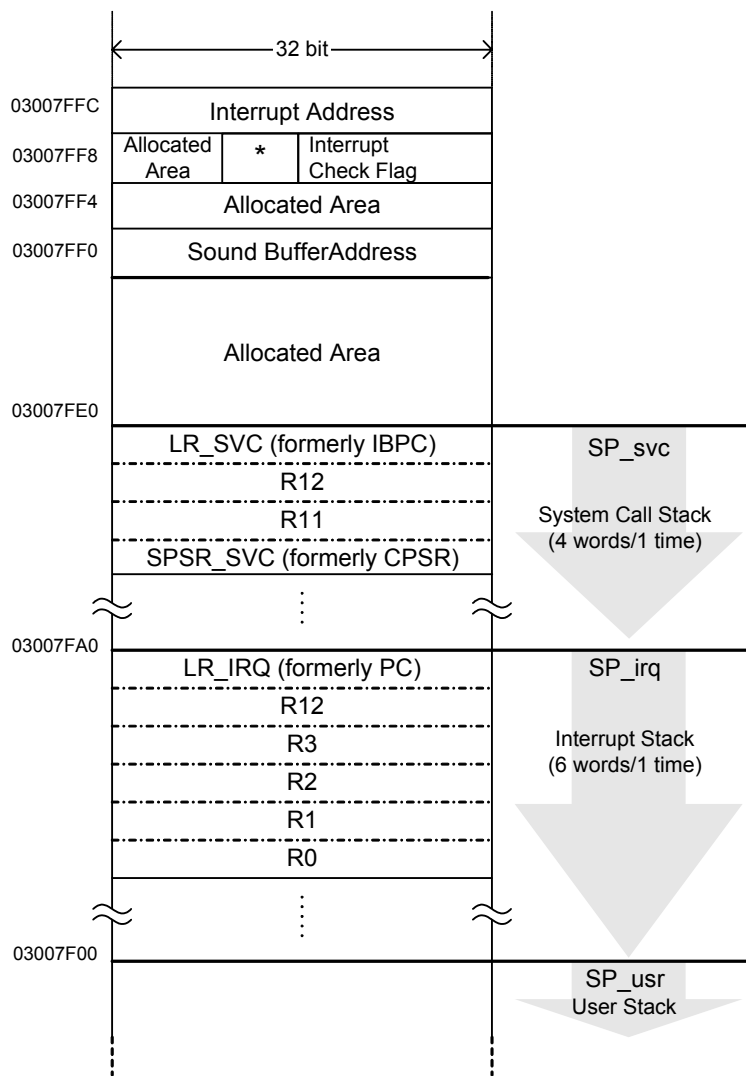 32 bit
03007FFC
Interrupt Address
03007FF8
Allocated
Area
*
Interrupt
Check Flag
03007FF4
Allocated Area
03007FF0
Sound BufferAddress
Allocated Area
03007FE0
LR_SVC (formerly IBPC)
SP_svc
R12
R11
System Call Stack
(4 words/1 time)
SPSR_SVC (formerly CPSR)
03007FA0
LR_IRQ (formerly PC)
SP_irq
R12
R3
Interrupt Stack
(6 words/1 time)
R2
R1
R0
03007F00
SP_usr
User Stack